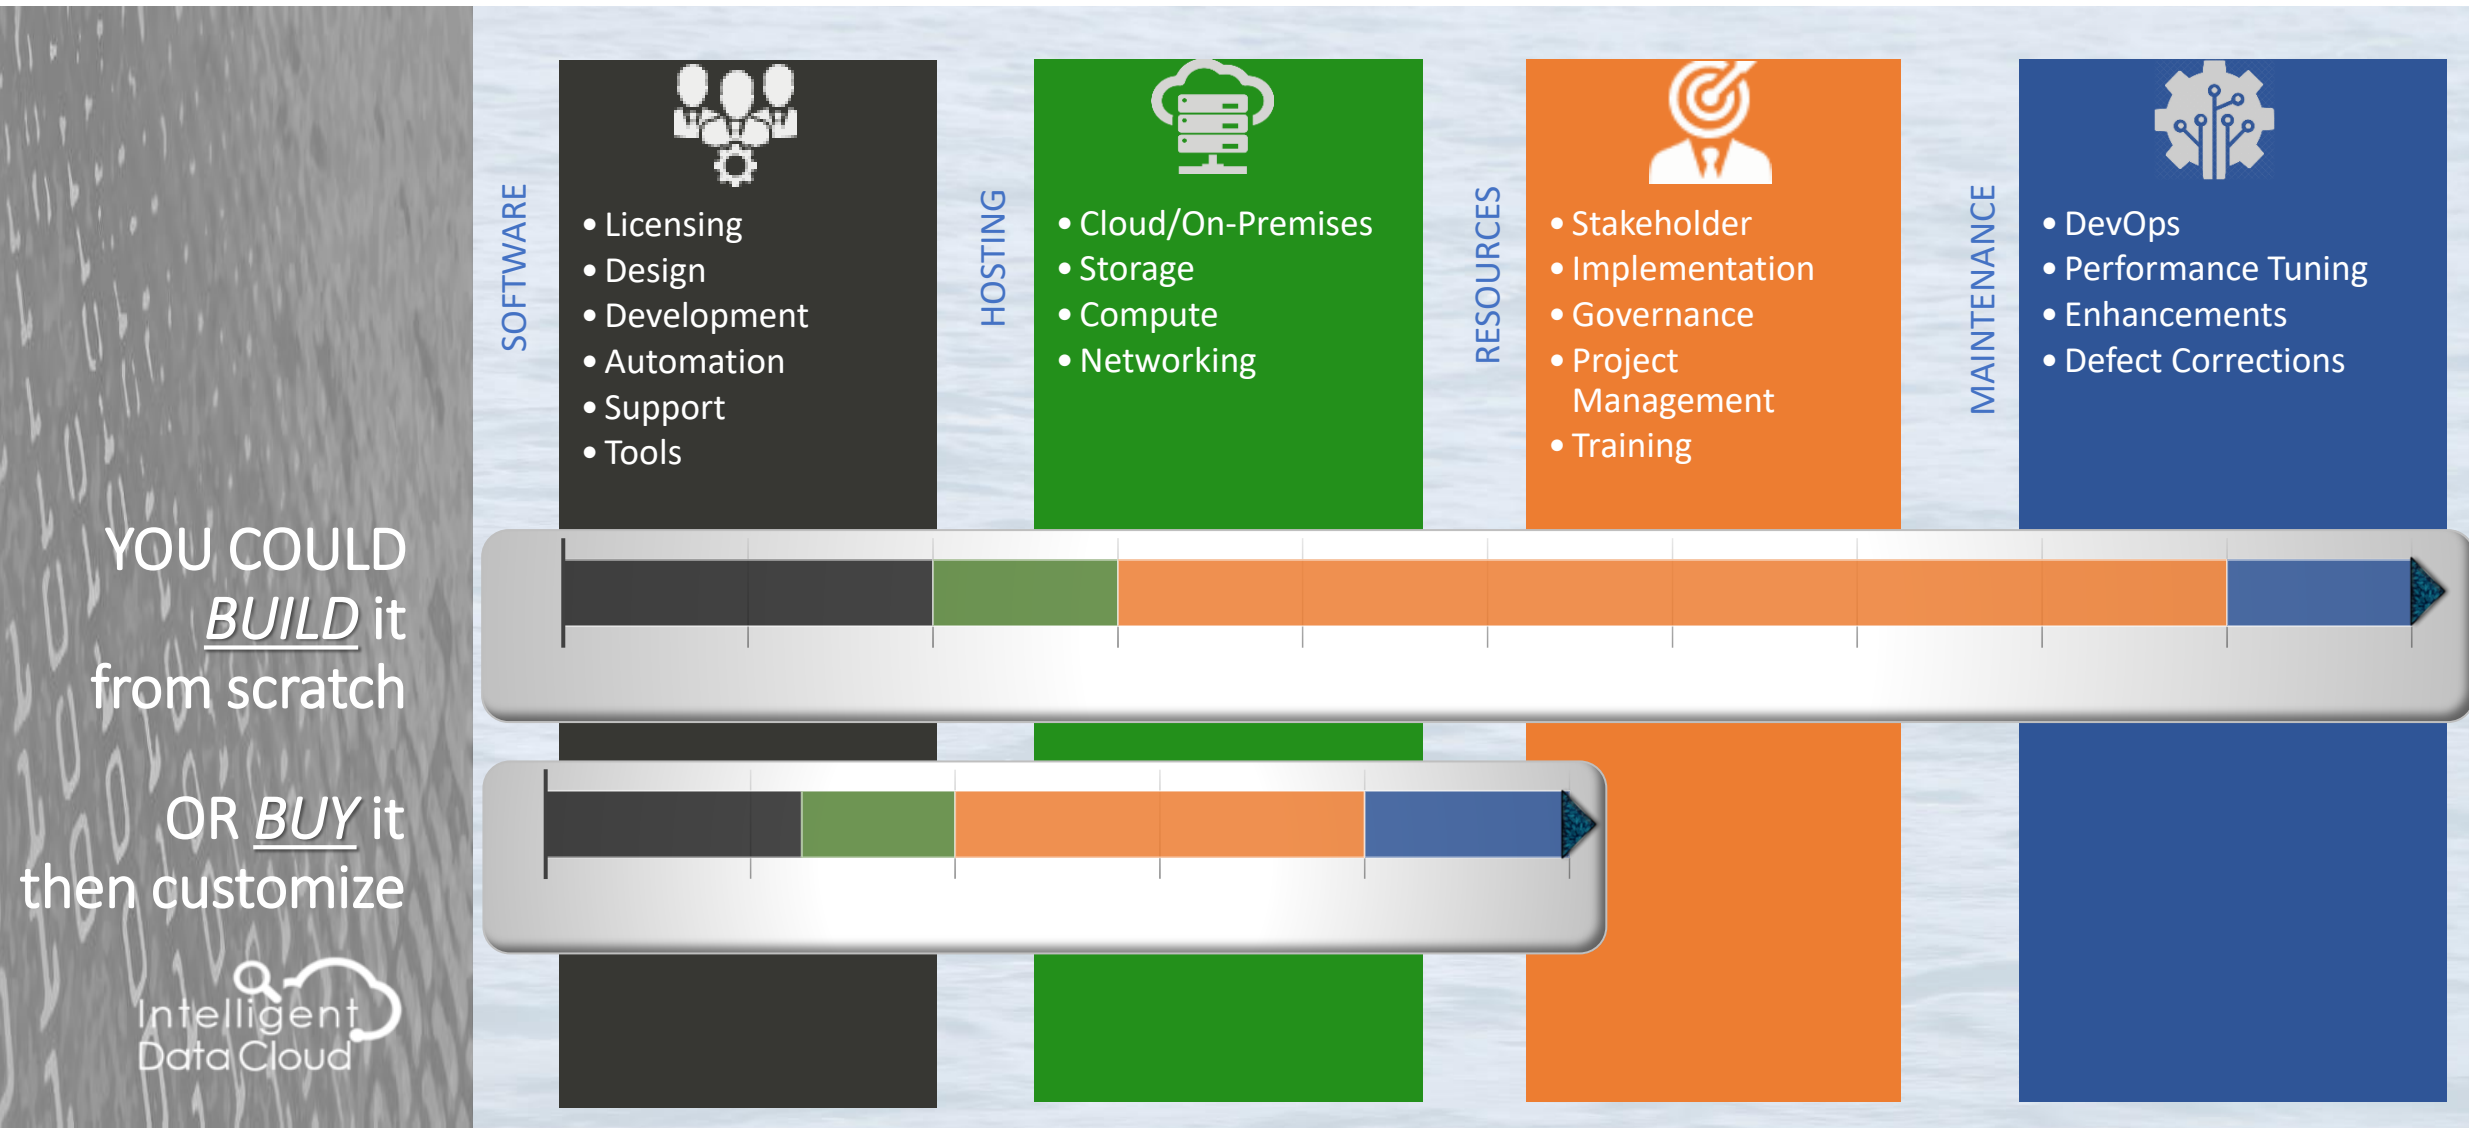 YOU COULD
BUILD it
from scratch
OR BUY it
then customize
Intelligent
Data Cloud
SOFTWARE
• Licensing
• Design
• Development
• Automation
• Support
• Tools
HOSTING
• Cloud/On-Premises
• Storage
• Compute
• Networking
RESOURCES
• Stakeholder
• Implementation
• Governance
• Project
Management
• Training
MAINTENANCE
• DevOps
• Performance Tuning
• Enhancements
• Defect Corrections